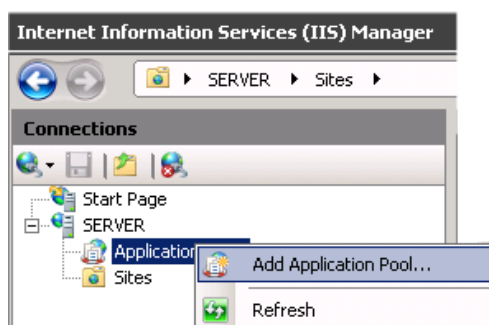 Internet Information Services (IIS) Manager
SERVER Sites
Connections
Start Page
SERVER
Application
Add Application Pool...
Sites
Refresh